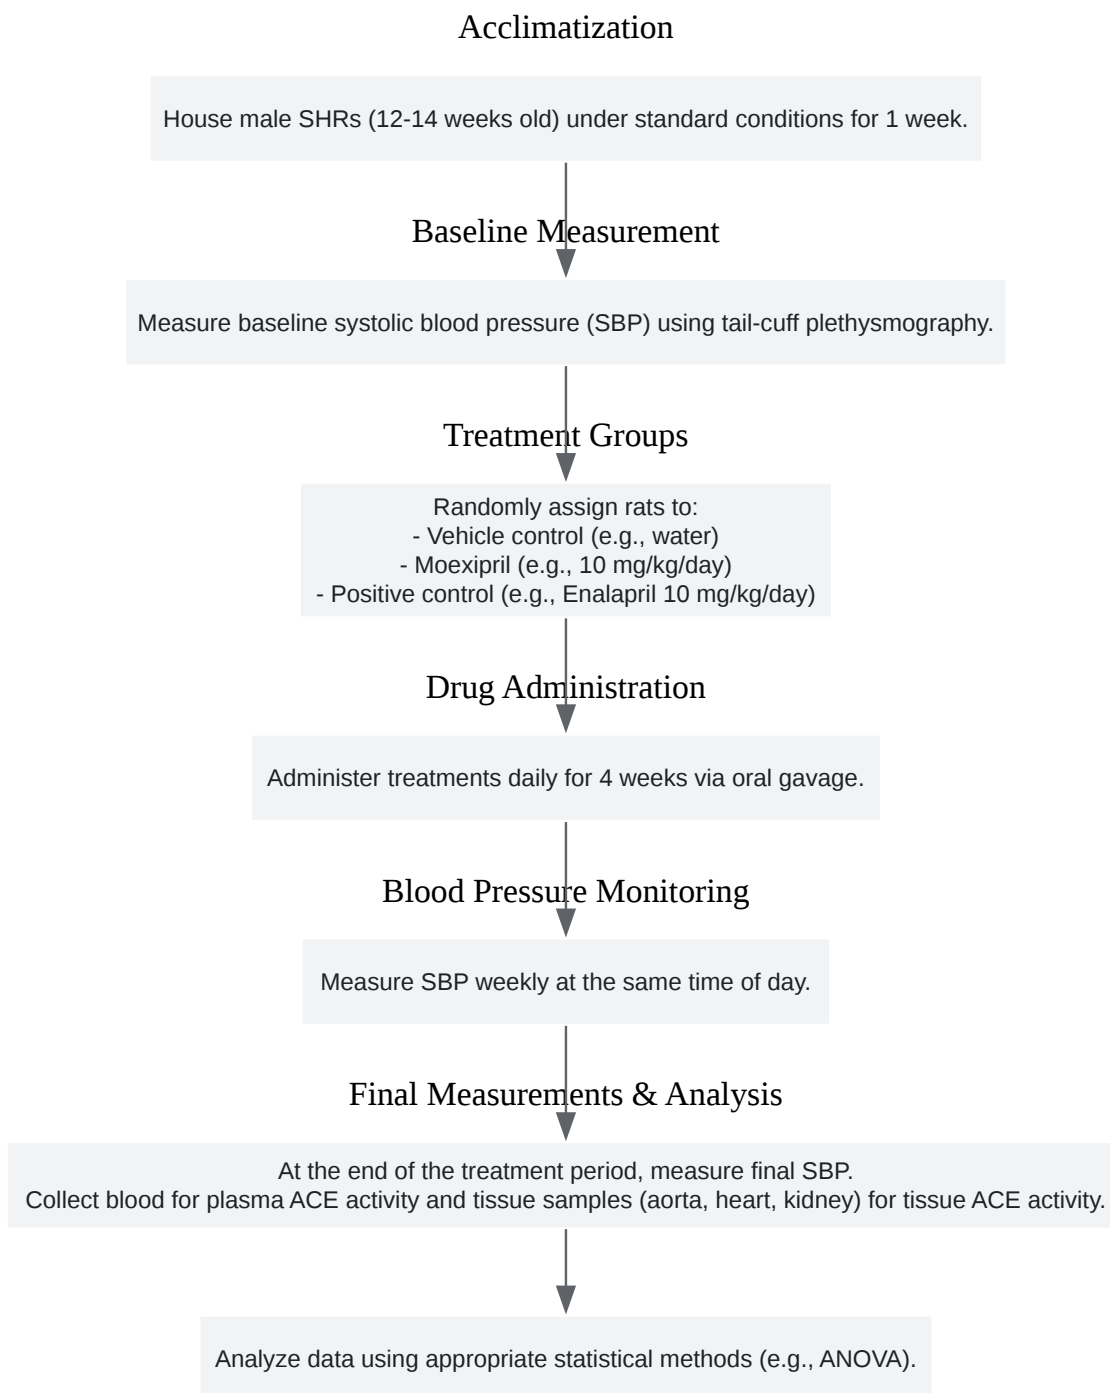 Acclimatization
House male SHRs (12-14 weeks old) under standard conditions for 1 week.
Baseline Measurement
Measure baseline systolic blood pressure (SBP) using tail-cuff plethysmography.
Treatment Groups
Randomly assign rats to:
- Vehicle control (e.g., water)
- Moexipril (e.g., 10 mg/kg/day)
- Positive control (e.g., Enalapril 10 mg/kg/day)
Drug Administration
Administer treatments daily for 4 weeks via oral gavage.
Blood Pressure Monitoring
Measure SBP weekly at the same time of day.
Final Measurements & Analysis
At the end of the treatment period, measure final SBP.
Collect blood for plasma ACE activity and tissue samples (aorta, heart, kidney) for tissue ACE activity.
Analyze data using appropriate statistical methods (e.g., ANOVA).